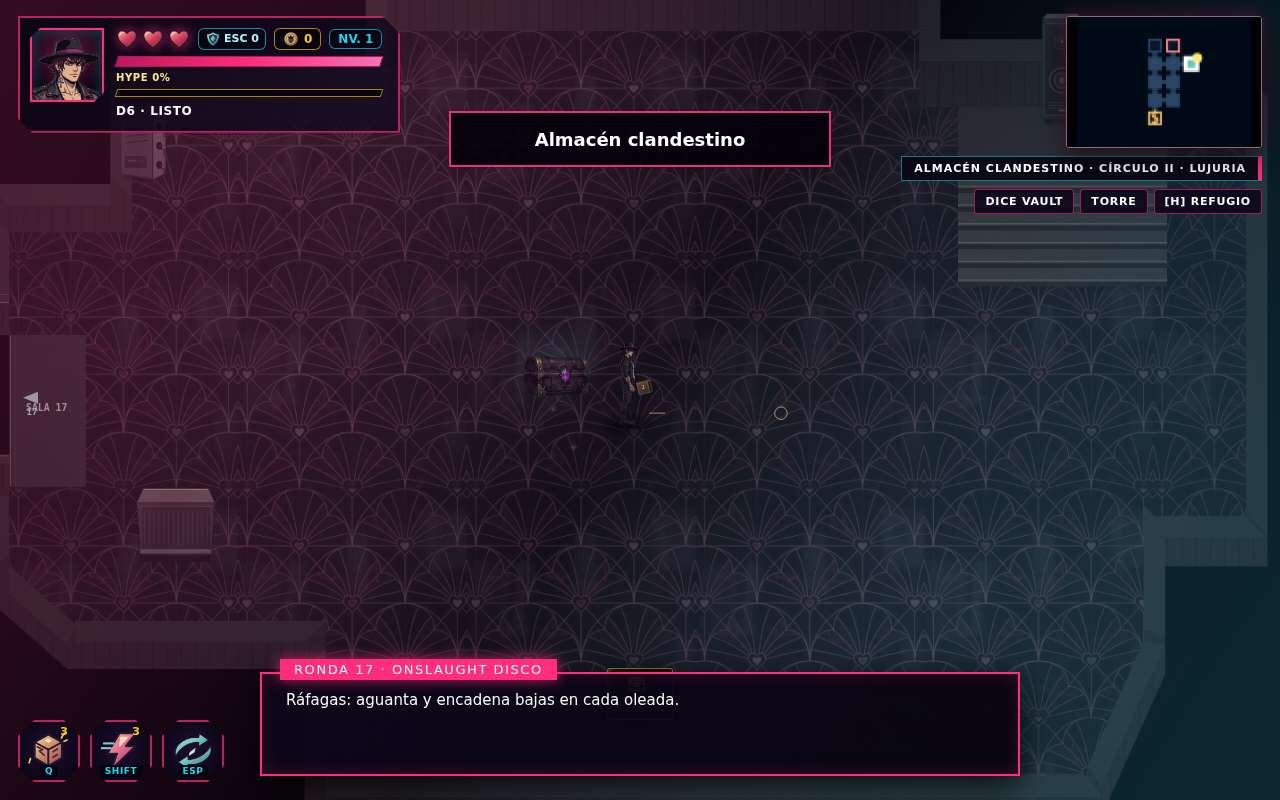 ESC 0
0
NV. 1
HYPE 0%
D6 · LISTO
Almacén clandestino
ALMACÉN CLANDESTINO · CÍRCULO II · LUJURIA
DICE VAULT
TORRE
[H] REFUGIO
SALA 17
17
RONDA 17 · ONSLAUGHT DISCO
Ráfagas: aguanta y encadena bajas en cada oleada.
3
Q
3
SHIFT
ESP